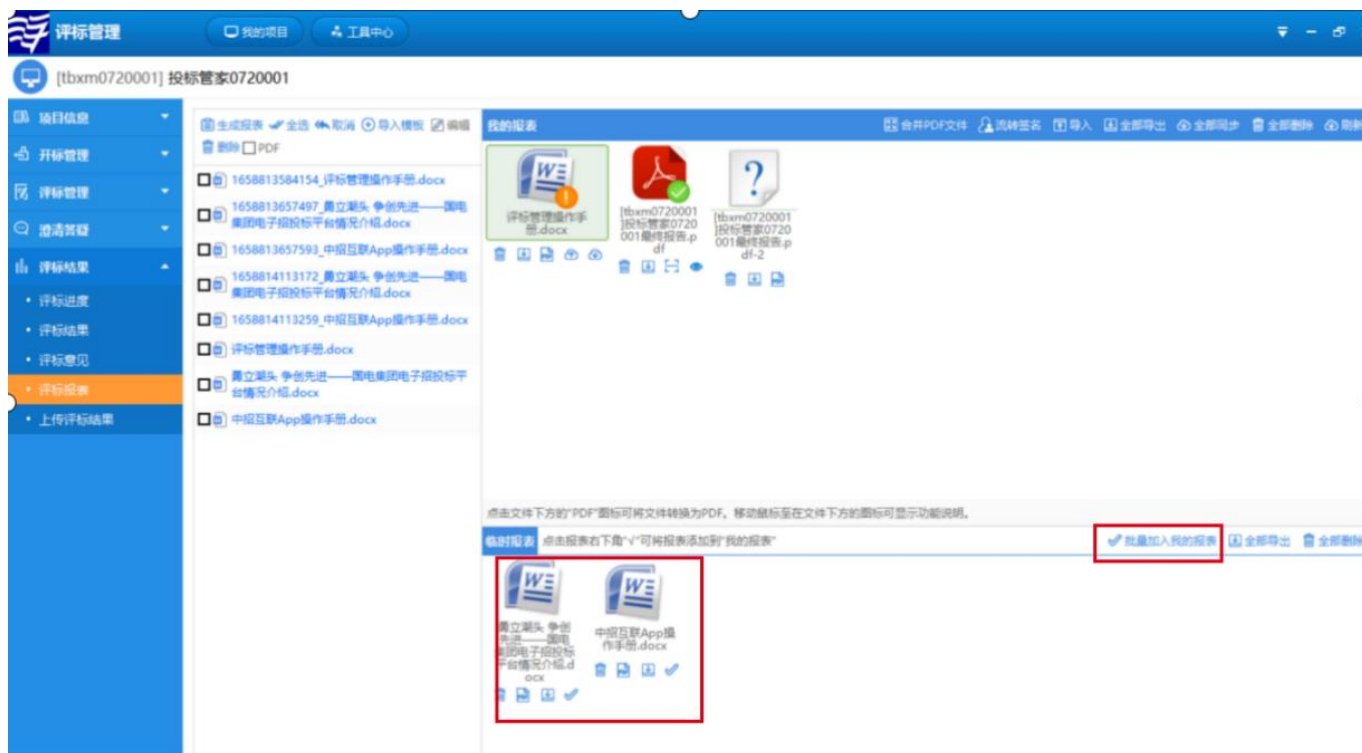 评标管理
我的项目
工具中心
[tbxm0720001] 投标管家0720001
项目信息
开标管理
评标管理
澄清答疑
评标结果
• 评标进度
• 评标结果
• 评标意见
• 评标报表
• 上传评标结果
生成报表 全选 取消 导入模板 编辑
删除 PDF
1658813584154_评标管理操作手册.docx
1658813657497_勇立潮头 争创先进——国电
集团电子招投标平台情况介绍.docx
1658813657593_中招互联App操作手册.docx
1658814113172_勇立潮头 争创先进——国电
集团电子招投标平台情况介绍.docx
1658814113259_中招互联App操作手册.docx
评标管理操作手册.docx
勇立潮头 争创先进——国电集团电子招投标平
台情况介绍.docx
中招互联App操作手册.docx
我的报表
合并PDF文件 流转签名 导入 全部导出 全部同步 全部删除 刷新
评标管理操作手
册.docx
[tbxm0720001
]投标管家0720
001最终报告.p
df
[tbxm0720001
]投标管家0720
001最终报告.p
df-2
点击文件下方的"PDF"图标可将文件转换为PDF，移动鼠标至在文件下方的图标可显示功能说明。
临时报表 点击报表右下角"√"可将报表添加到"我的报表"
批量加入我的报表 全部导出 全部删除
勇立潮头 争创
先进——国电
集团电子招投标
平台情况介绍.d
ocx
中招互联App操
作手册.docx